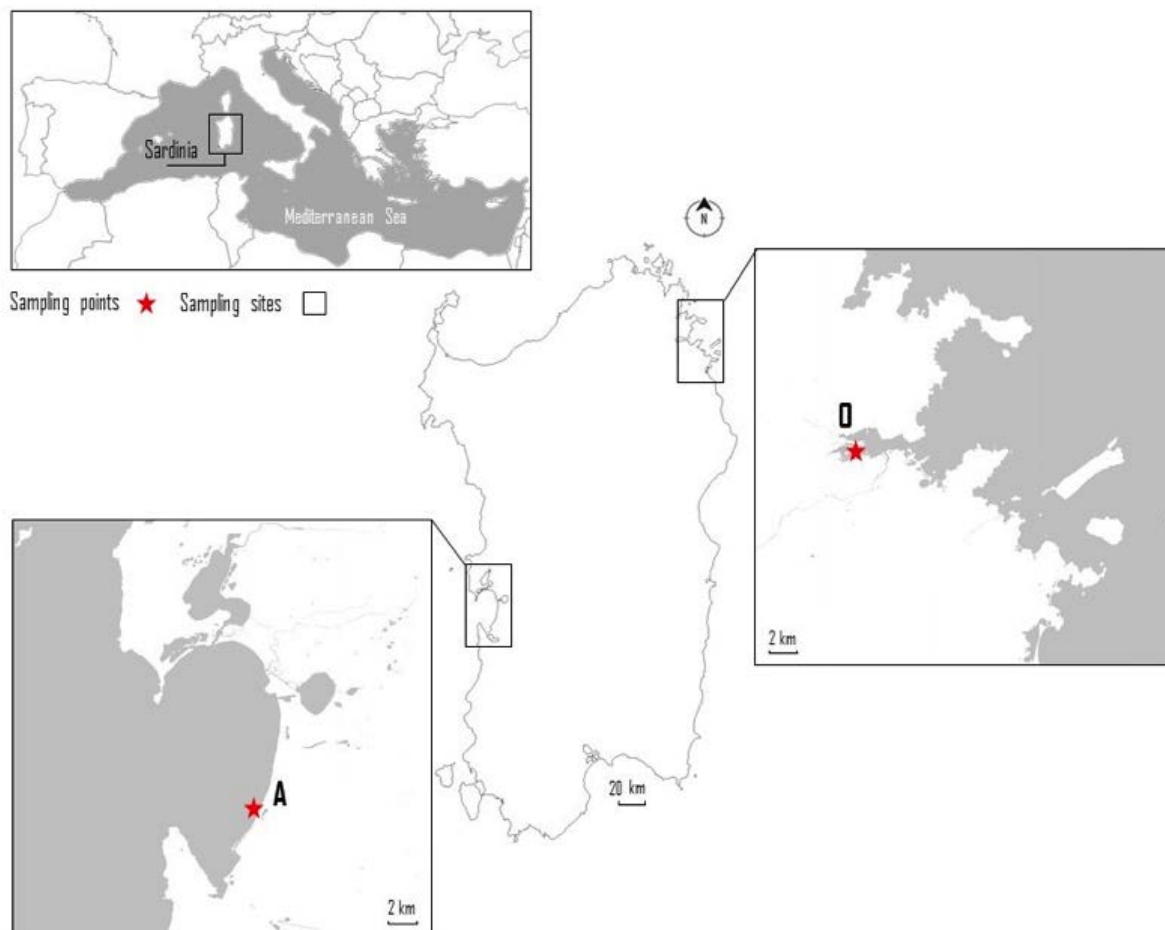 Sardinia
Mediterranean Sea
Sampling points
Sampling sites
N
O
2 km
A
2 km
20 km